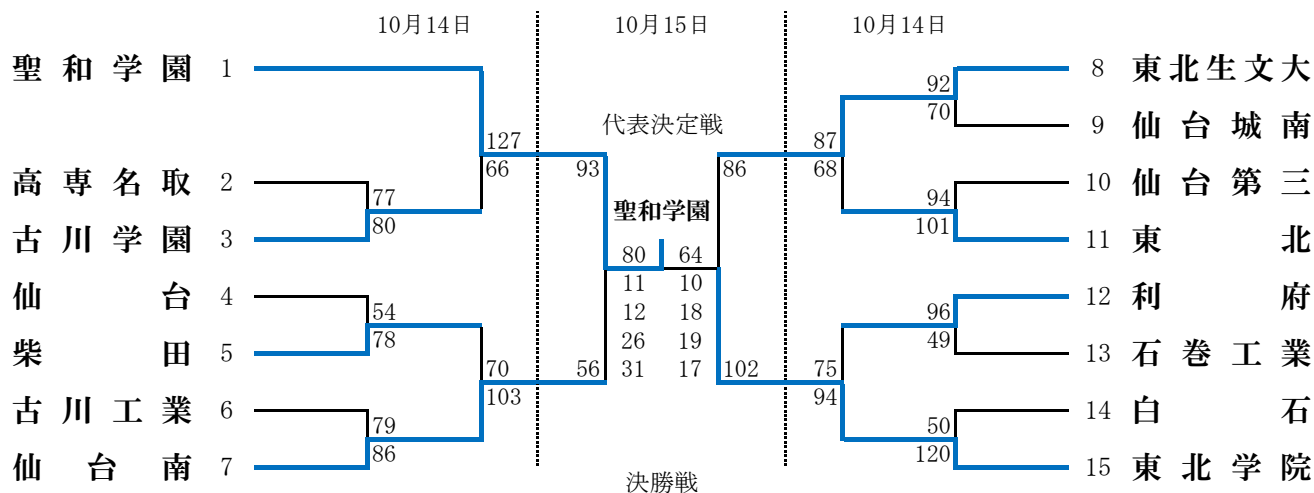 10月14日 10月15日 10月14日
聖和学園 1 8 東北生文大
92
70
代表決定戦
9 仙台城南
127 87
66 93 86 68
高専名取 2 10 仙台第三
77 94
80 101
聖和学園
古川学園 3 11 東北
80 64
11 10
12 18
26 19
31 17
仙台 4 12 利府
54 96
78 49
柴田 5 13 石巻工業
70 56 102 75
103 94
古川工業 6 14 白石
79 50
86 120
仙台南 7 15 東北学院
決勝戦